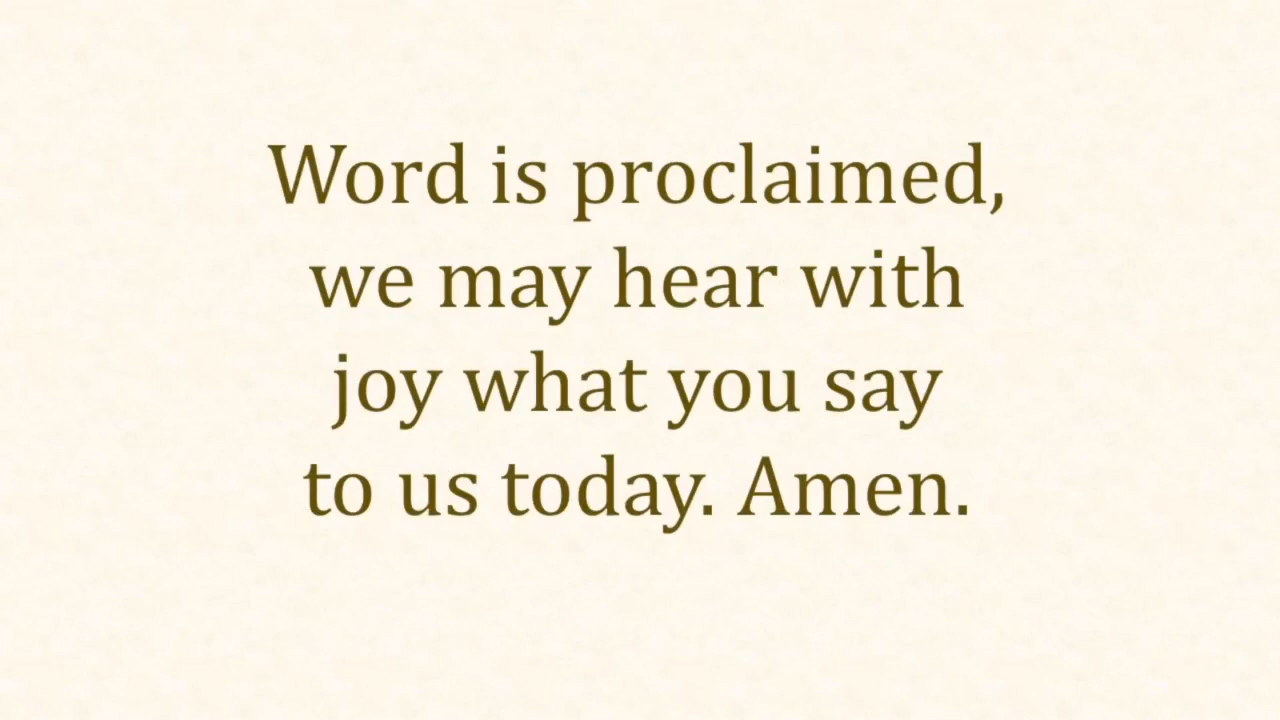 Word is proclaimed,
we may hear with
joy what you say
to us today. Amen.